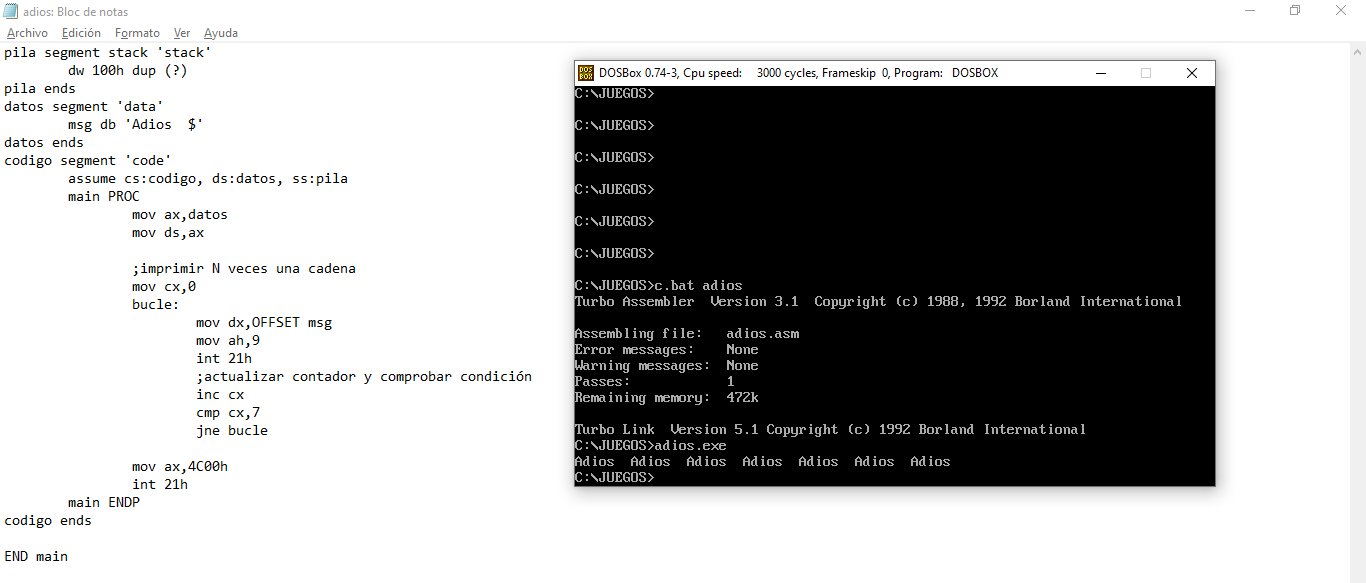 adios: Bloc de notas
Archivo Edición Formato Ver Ayuda
pila segment stack 'stack'
        dw 100h dup (?)
pila ends
datos segment 'data'
        msg db 'Adios  $'
datos ends
codigo segment 'code'
        assume cs:codigo, ds:datos, ss:pila
        main PROC
                mov ax,datos
                mov ds,ax
                ;imprimir N veces una cadena
                mov cx,0
                bucle:
                        mov dx,OFFSET msg
                        mov ah,9
                        int 21h
                        ;actualizar contador y comprobar condición
                        inc cx
                        cmp cx,7
                        jne bucle
                mov ax,4C00h
                int 21h
        main ENDP
codigo ends
END main
DOS BOX
DOSBox 0.74-3, Cpu speed:    3000 cycles, Frameskip  0, Program:   DOSBOX
C:\JUEGOS>
C:\JUEGOS>
C:\JUEGOS>
C:\JUEGOS>
C:\JUEGOS>
C:\JUEGOS>
C:\JUEGOS>c.bat adios
Turbo Assembler  Version 3.1  Copyright (c) 1988, 1992 Borland International
Assembling file:   adios.asm
Error messages:    None
Warning messages:  None
Passes:            1
Remaining memory:  472k
Turbo Link  Version 5.1 Copyright (c) 1992 Borland International
C:\JUEGOS>adios.exe
Adios  Adios  Adios  Adios  Adios  Adios  Adios
C:\JUEGOS>